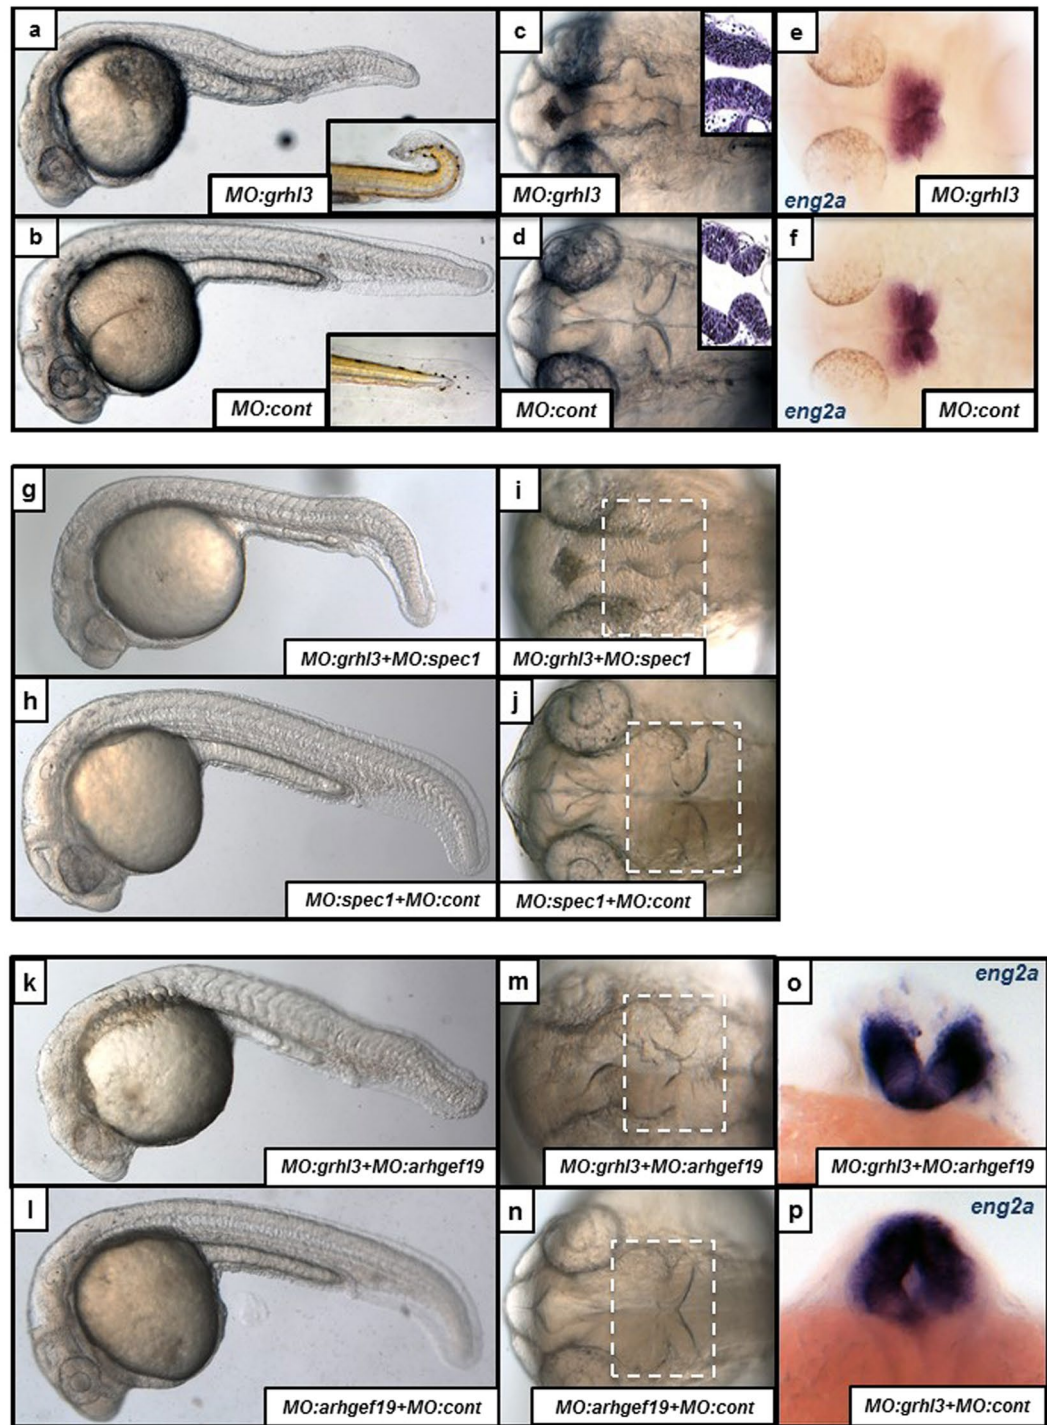 a
MO:grhl3
c
MO:grhl3
e
eng2a
MO:grhl3
b
MO:cont
d
MO:cont
f
eng2a
MO:cont
g
MO:grhl3+MO:spec1
i
MO:grhl3+MO:spec1
h
MO:spec1+MO:cont
j
MO:spec1+MO:cont
k
MO:grhl3+MO:arhgef19
m
MO:grhl3+MO:arhgef19
o
eng2a
MO:grhl3+MO:arhgef19
l
MO:arhgef19+MO:cont
n
MO:arhgef19+MO:cont
p
eng2a
MO:grhl3+MO:cont